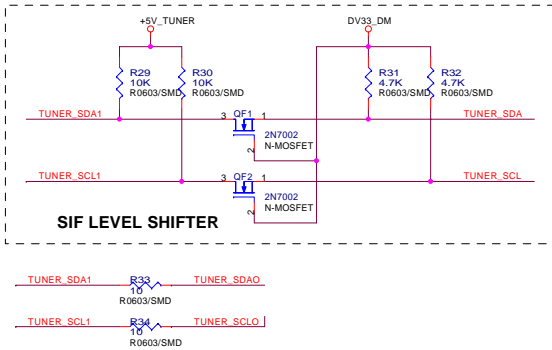 +5V_TUNER
DV33_DM
R29
10K
R0603/SMD
R30
10K
R0603/SMD
R31
4.7K
R0603/SMD
R32
4.7K
R0603/SMD
TUNER_SDA1
3
QF1
1
TUNER_SDA
2
2N7002
N-MOSFET
TUNER_SCL1
3
QF2
1
TUNER_SCL
2
2N7002
N-MOSFET
SIF LEVEL SHIFTER
TUNER_SDA1
R33
10
R0603/SMD
TUNER_SDAO
TUNER_SCL1
R34
10
R0603/SMD
TUNER_SCLO